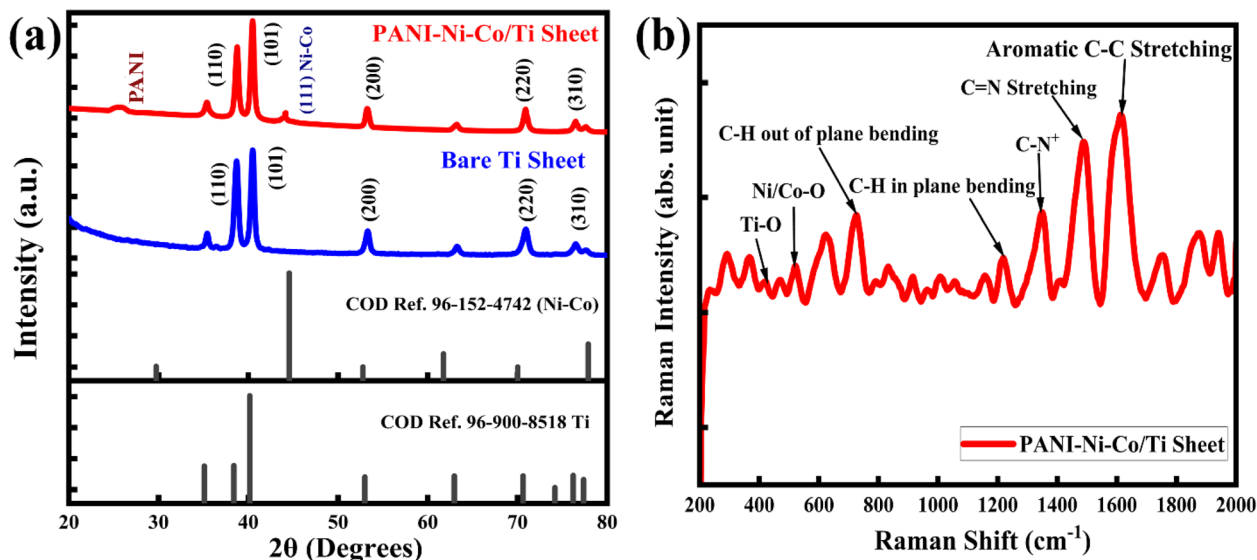 (a)
PANI-Ni-Co/Ti Sheet
PANI
(110)
(101)
(111) Ni-Co
(200)
(220)
(310)
Bare Ti Sheet
(110)
(101)
(200)
(220)
(310)
COD Ref. 96-152-4742 (Ni-Co)
COD Ref. 96-900-8518 Ti
Intensity (a.u.)
20 30 40 50 60 70 80
2θ (Degrees)
(b)
Aromatic C-C Stretching
C=N Stretching
C-H out of plane bending
C-N⁺
C-H in plane bending
Ni/Co-O
Ti-O
PANI-Ni-Co/Ti Sheet
Raman Intensity (abs. unit)
200 400 600 800 1000 1200 1400 1600 1800 2000
Raman Shift (cm⁻¹)